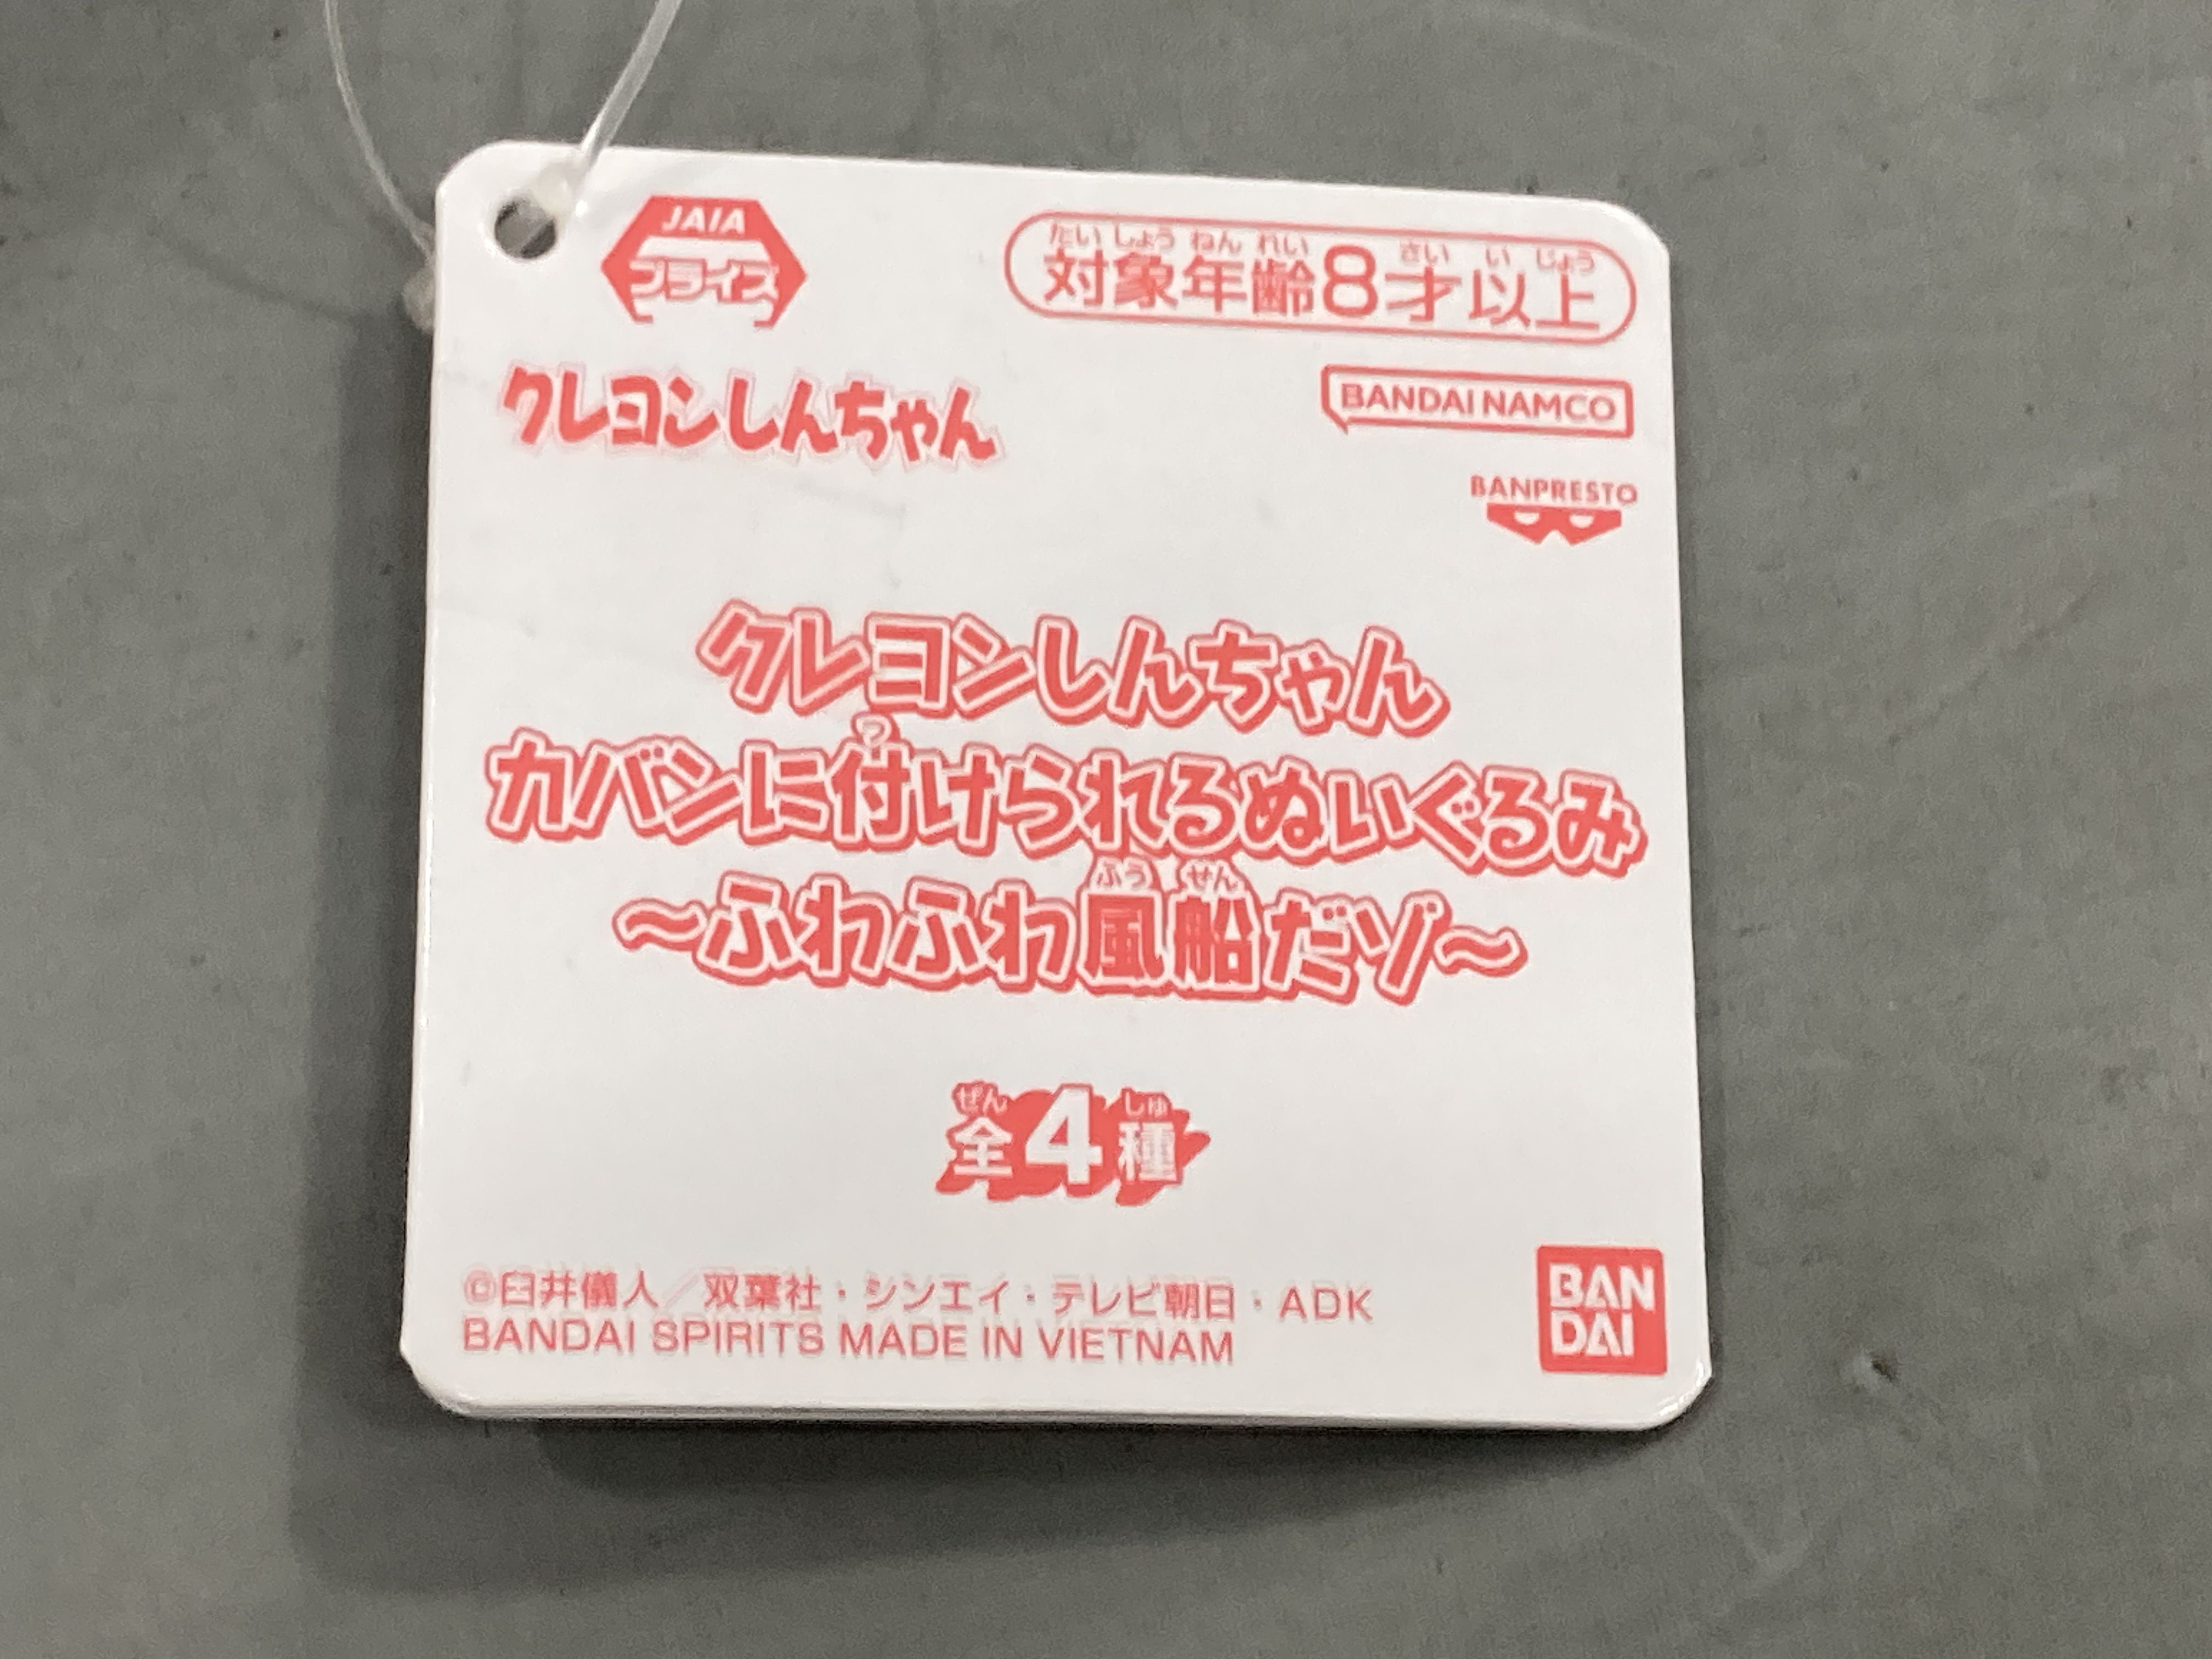 JAIA
プライズ
たいしょうねんれい さい い じょう
対象年齢8才以上
クレヨンしんちゃん
BANDAI NAMCO
BANPRESTO
クレヨンしんちゃん
つ
カバンに付けられるぬいぐるみ
ふうせん
～ふわふわ風船だゾ～
ぜん しゅ
全4種
©臼井儀人／双葉社・シンエイ・テレビ朝日・ADK
BANDAI SPIRITS MADE IN VIETNAM
BAN
DAI